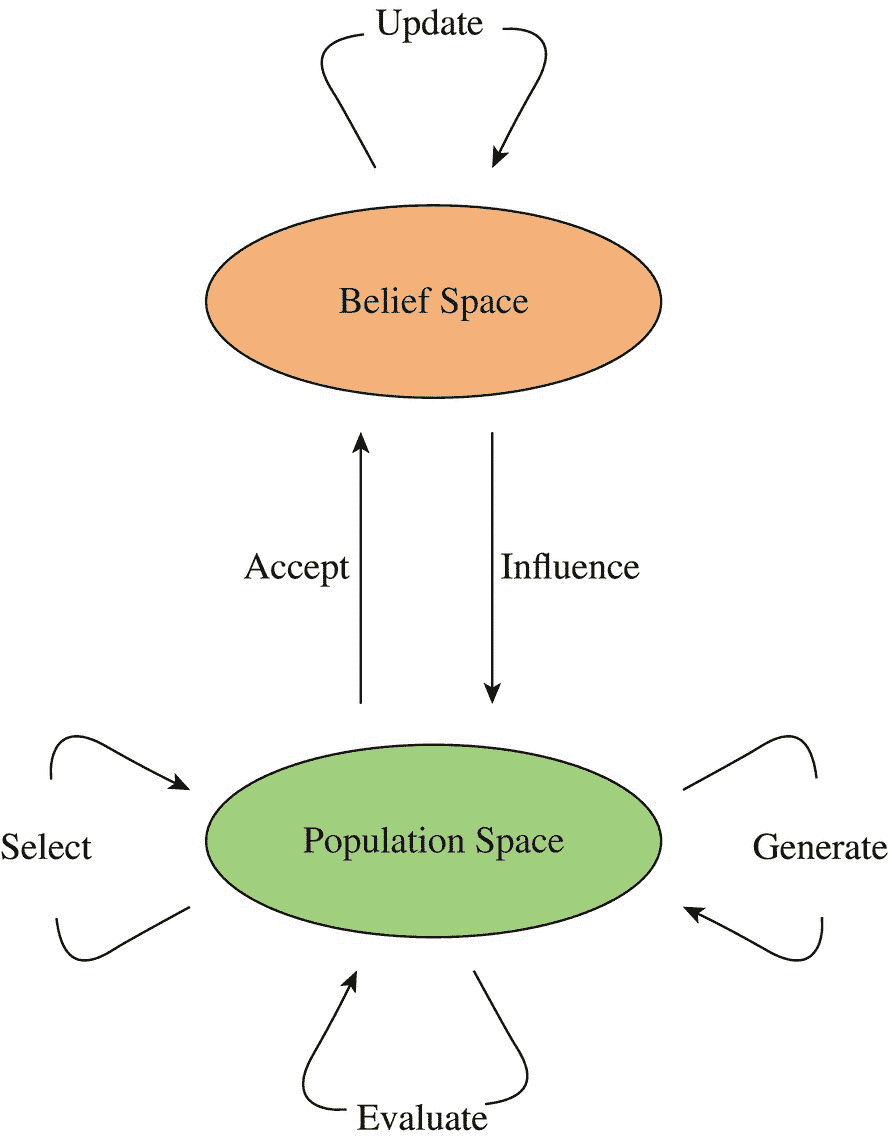 Update
Belief Space
Accept
Influence
Population Space
Select
Generate
Evaluate